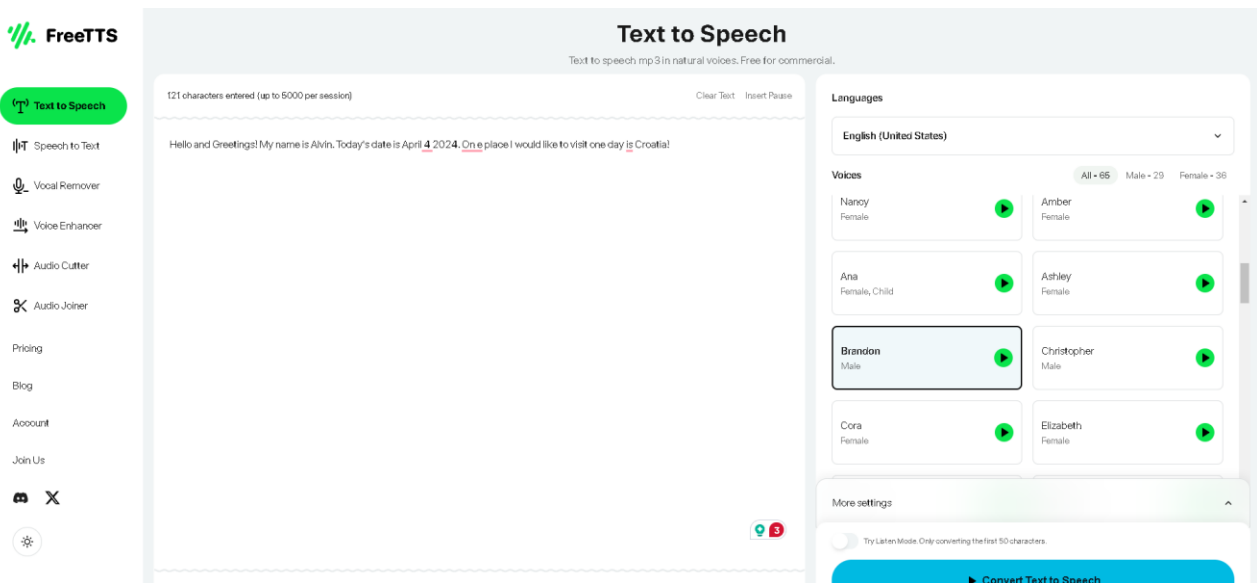 FreeTTS
Text to Speech
Speech to Text
Vocal Remover
Voice Enhancer
Audio Cutter
Audio Joiner
Pricing
Blog
Account
Join Us
Text to Speech
Text to speech mp3 in natural voices. Free for commercial.
121 characters entered (up to 5000 per session)
Clear Text Insert Pause
Hello and Greetings! My name is Alvin. Today's date is April 4 2024. On e place I would like to visit one day is Croatia!
3
Languages
English (United States)
Voices
All • 65 Male • 29 Female • 36
Nancy
Female
Amber
Female
Ana
Female, Child
Ashley
Female
Brandon
Male
Christopher
Male
Cora
Female
Elizabeth
Female
More settings
Try Listen Mode. Only converting the first 50 characters.
Convert Text to Speech